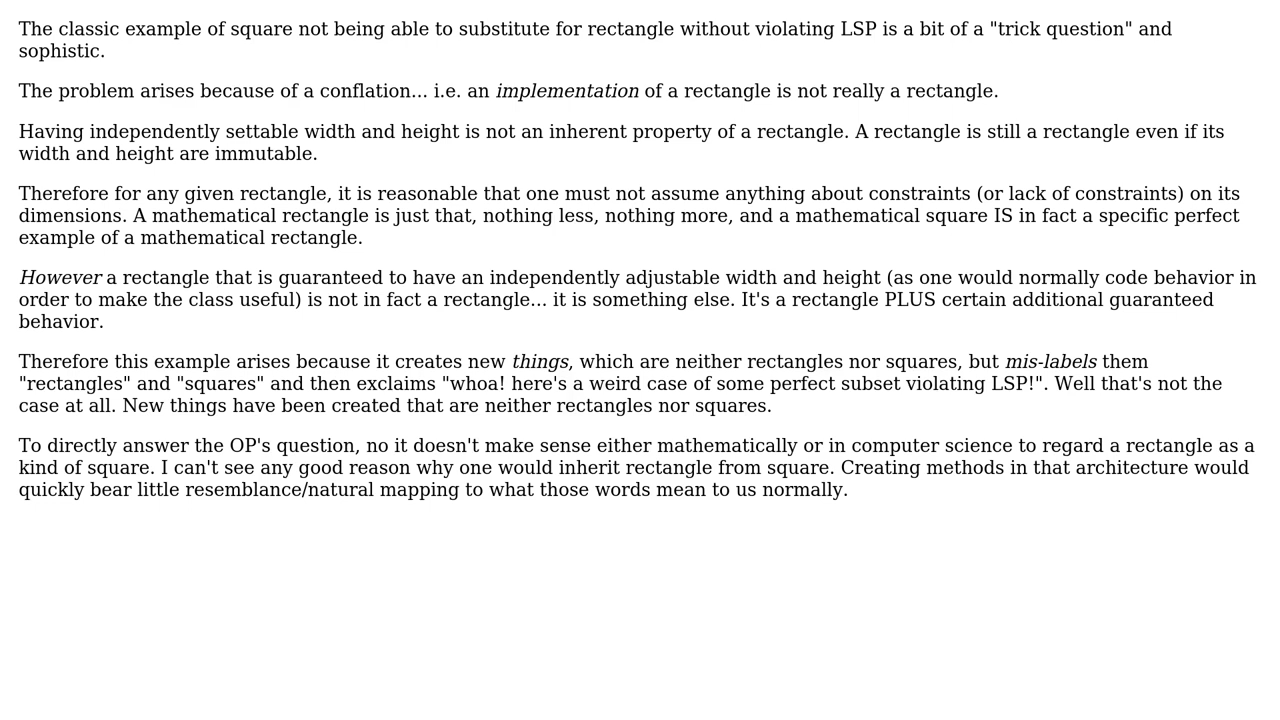 The classic example of square not being able to substitute for rectangle without violating LSP is a bit of a "trick question" and
sophistic.
The problem arises because of a conflation... i.e. an implementation of a rectangle is not really a rectangle.
Having independently settable width and height is not an inherent property of a rectangle. A rectangle is still a rectangle even if its
width and height are immutable.
Therefore for any given rectangle, it is reasonable that one must not assume anything about constraints (or lack of constraints) on its
dimensions. A mathematical rectangle is just that, nothing less, nothing more, and a mathematical square IS in fact a specific perfect
example of a mathematical rectangle.
However a rectangle that is guaranteed to have an independently adjustable width and height (as one would normally code behavior in
order to make the class useful) is not in fact a rectangle... it is something else. It's a rectangle PLUS certain additional guaranteed
behavior.
Therefore this example arises because it creates new things, which are neither rectangles nor squares, but mis-labels them
"rectangles" and "squares" and then exclaims "whoa! here's a weird case of some perfect subset violating LSP!". Well that's not the
case at all. New things have been created that are neither rectangles nor squares.
To directly answer the OP's question, no it doesn't make sense either mathematically or in computer science to regard a rectangle as a
kind of square. I can't see any good reason why one would inherit rectangle from square. Creating methods in that architecture would
quickly bear little resemblance/natural mapping to what those words mean to us normally.